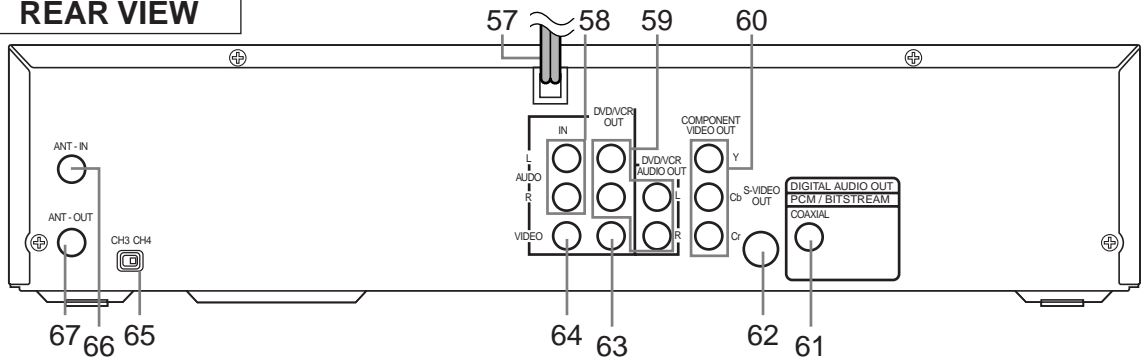 REAR VIEW
57 58 59 60
DVD/VCR
OUT
IN
COMPONENT
VIDEO OUT
ANT - IN
L
AUDO
R
DVD/VCR
AUDIO OUT
L
R
Y
Cb
Cr
S-VIDEO
OUT
DIGITAL AUDIO OUT
PCM / BITSTREAM
COAXIAL
ANT - OUT
CH3 CH4
VIDEO
67 66 65 64 63 62 61